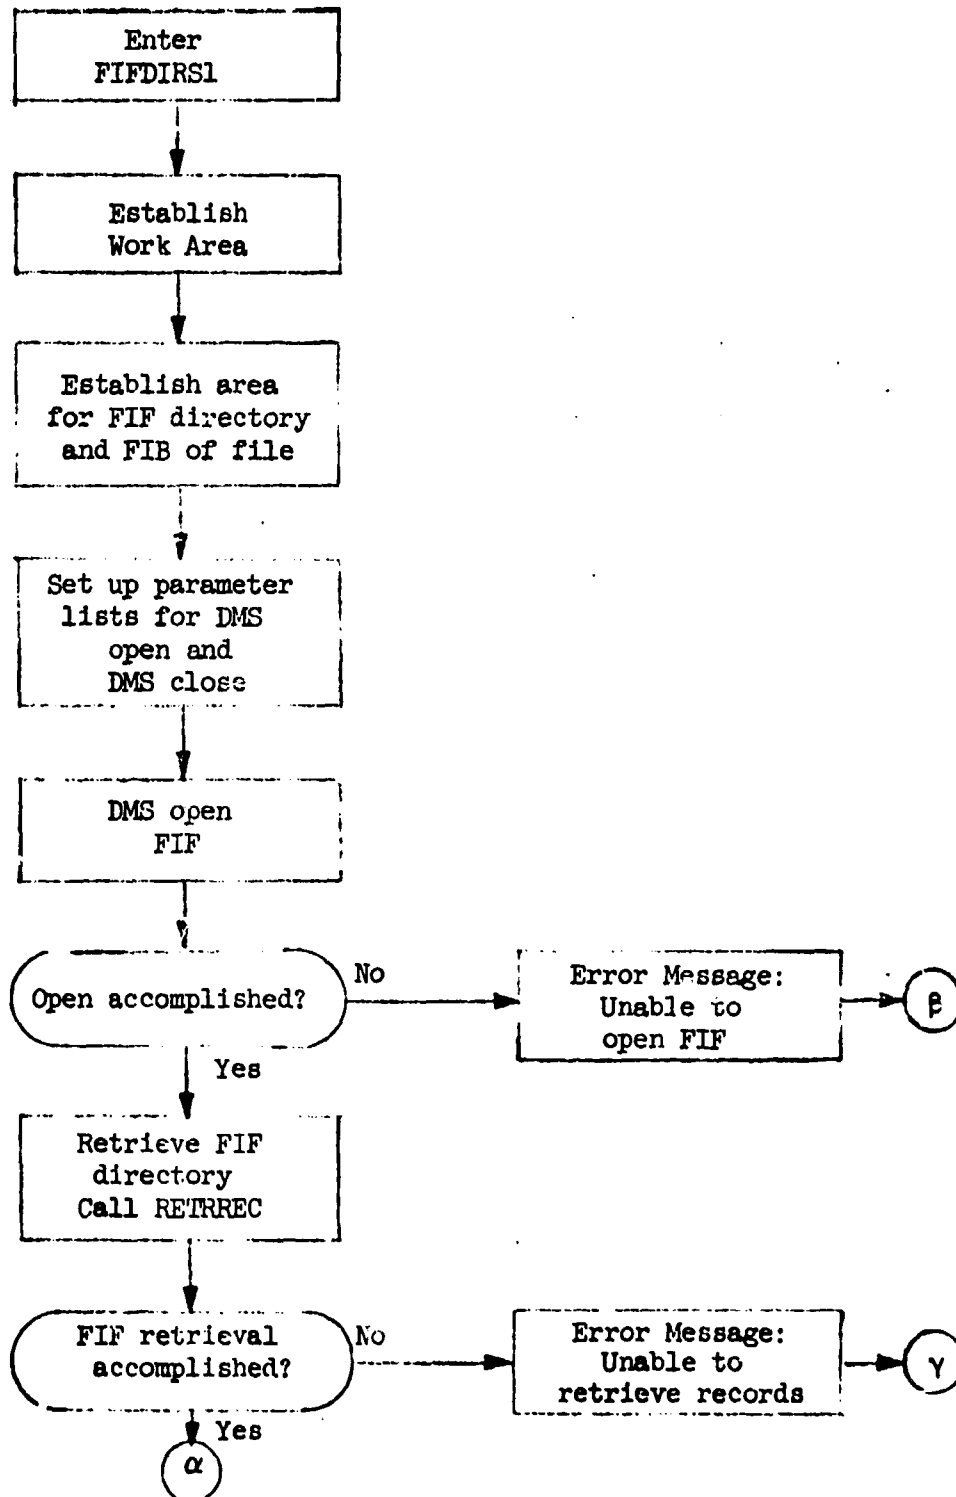 Enter
FIFDIRS1
Establish
Work Area
Establish area
for FIF directory
and FIB of file
Set up parameter
lists for DMS
open and
DMS close
DMS open
FIF
Open accomplished?
No
Error Message:
Unable to
open FIF
β
Yes
Retrieve FIF
directory
Call RETRREC
FIF retrieval
accomplished?
No
Error Message:
Unable to
retrieve records
γ
Yes
α